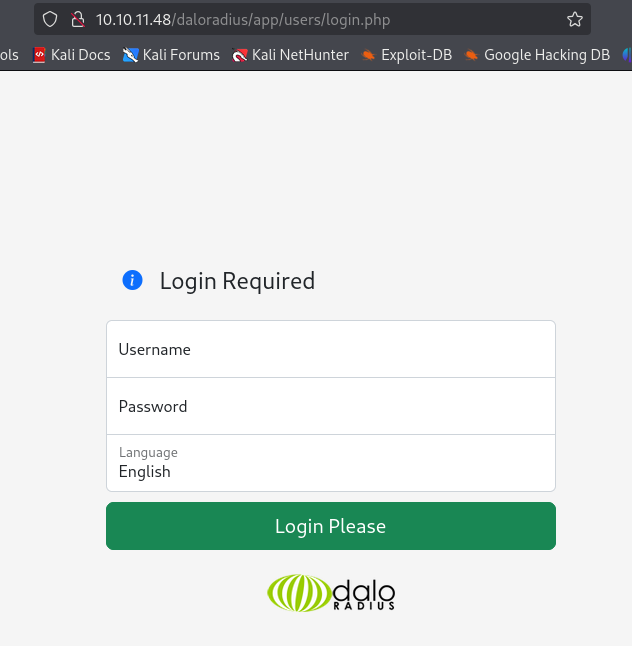 10.10.11.48/daloradius/app/users/login.php
ols Kali Docs Kali Forums Kali NetHunter Exploit-DB Google Hacking DB
Login Required
Username
Password
Language
English
Login Please
dalo
RADIUS